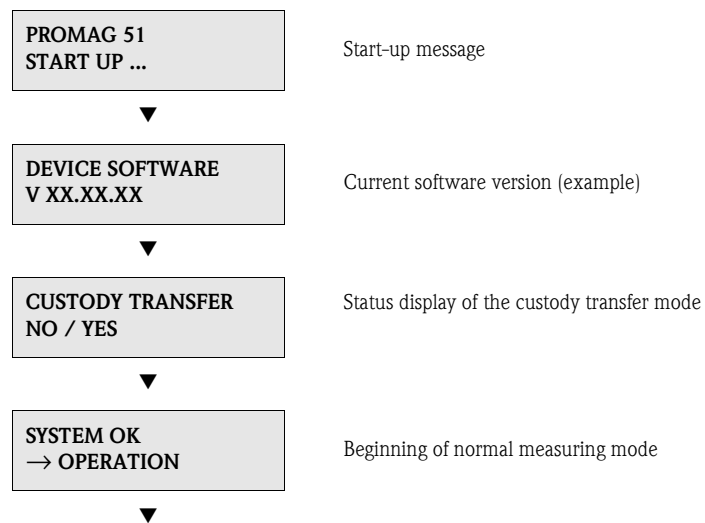 PROMAG 51
START UP ...
Start-up message
DEVICE SOFTWARE
V XX.XX.XX
Current software version (example)
CUSTODY TRANSFER
NO / YES
Status display of the custody transfer mode
SYSTEM OK
→ OPERATION
Beginning of normal measuring mode